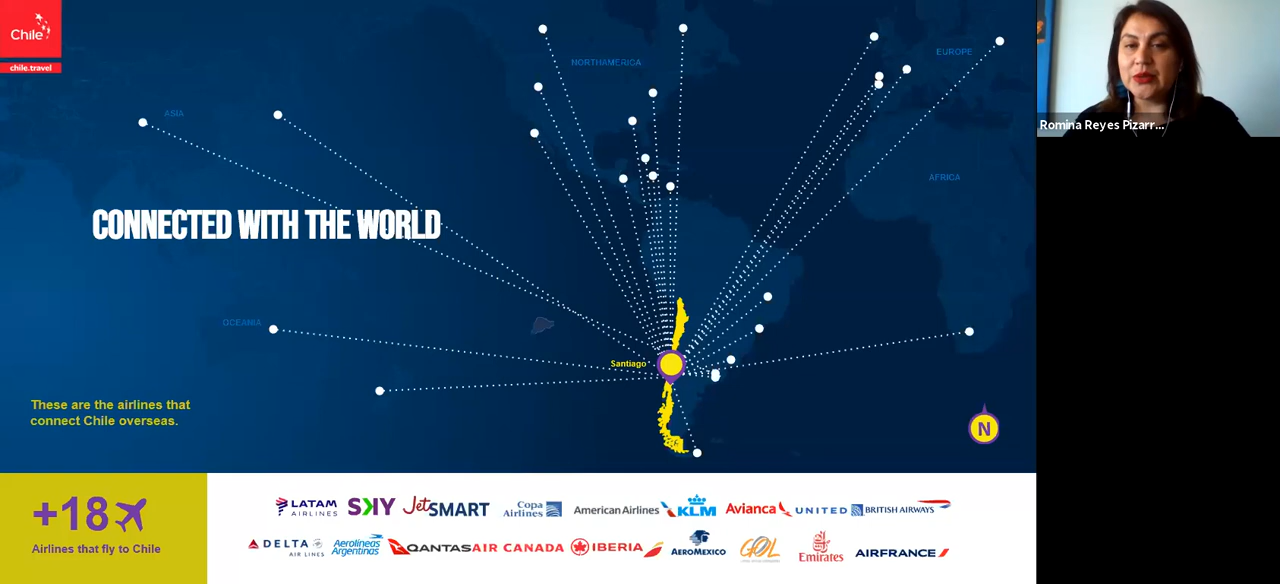 Chile
chile.travel
NORTHAMERICA
EUROPE
ASIA
AFRICA
CONNECTED WITH THE WORLD
OCEANIA
Santiago
These are the airlines that
connect Chile overseas.
N
+18
Airlines that fly to Chile
LATAM
AIRLINES
SKY
JetSMART
Copa
Airlines
American Airlines
KLM
Avianca
UNITED
BRITISH AIRWAYS
DELTA
AIR LINES
Aerolíneas
Argentinas
QANTAS
AIR CANADA
IBERIA
AEROMEXICO
GOL
Emirates
AIRFRANCE
Romina Reyes Pizarr...